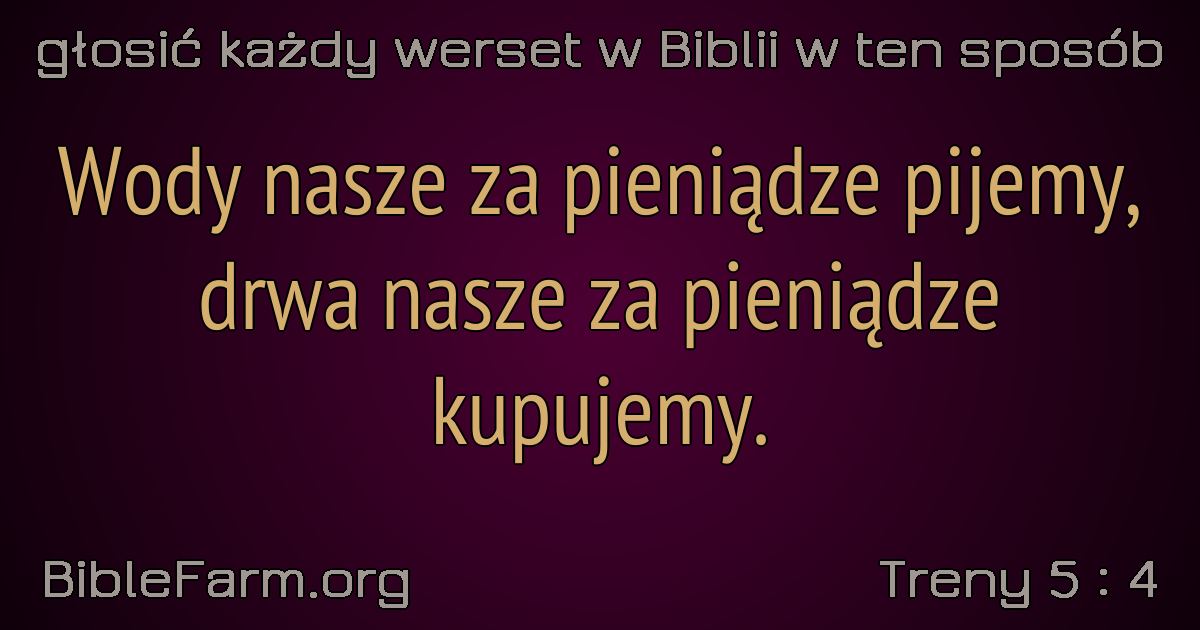 głosić każdy werset w Biblii w ten sposób
Wody nasze za pieniądze pijemy,
drwa nasze za pieniądze
kupujemy.
BibleFarm.org
Treny 5 : 4